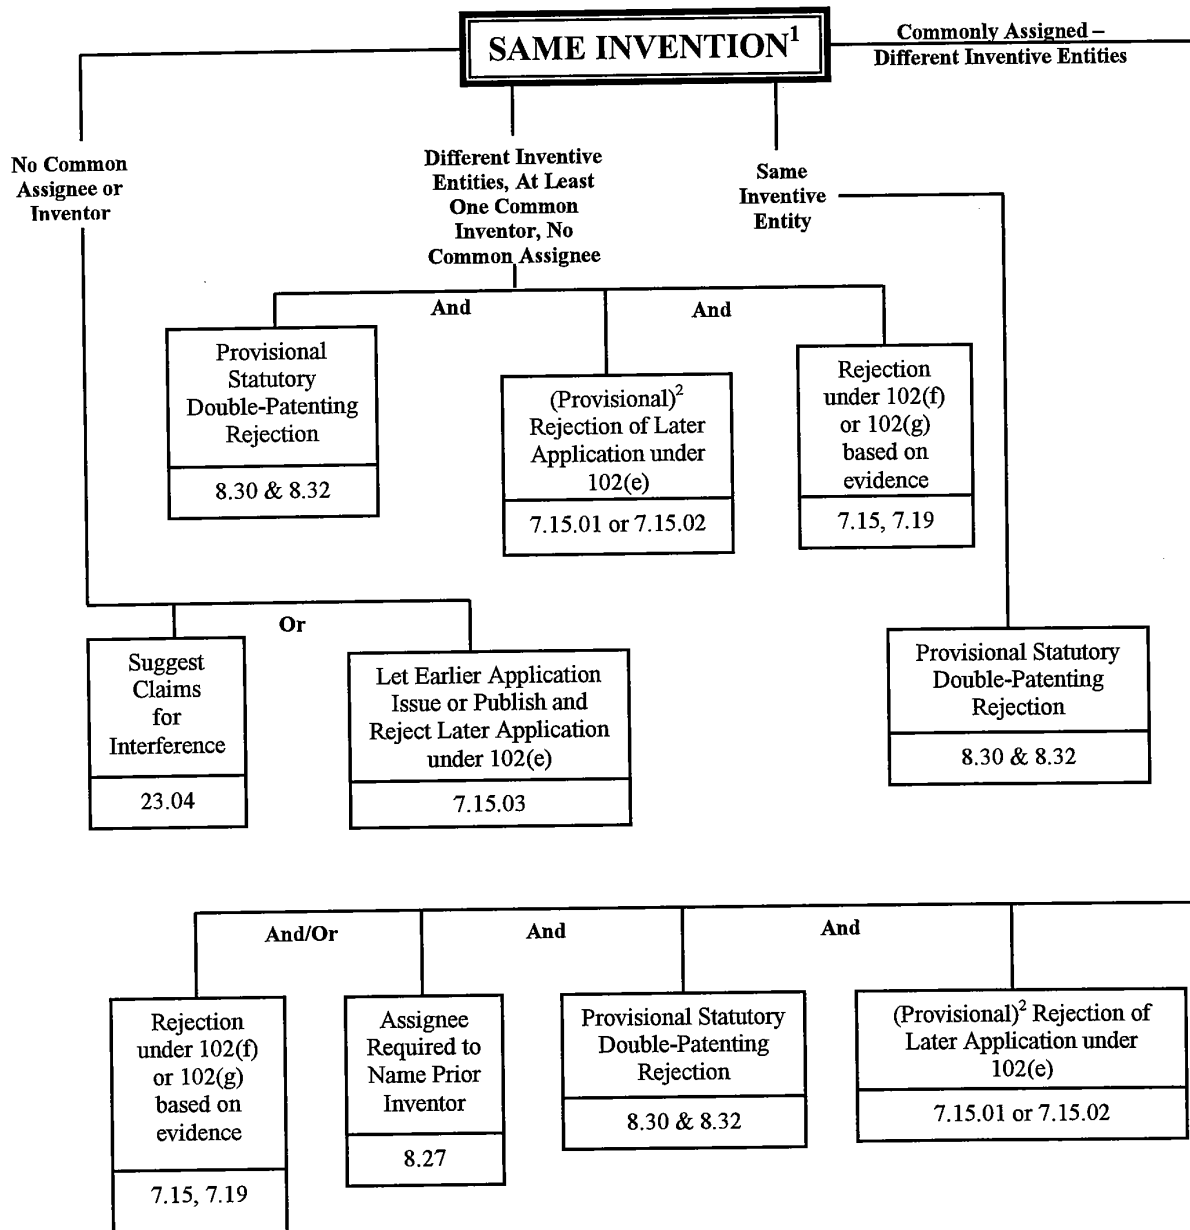 SAME INVENTION1
Commonly Assigned –
Different Inventive Entities
No Common
Assignee or
Inventor
Different Inventive
Entities, At Least
One Common
Inventor, No
Common Assignee
Same
Inventive
Entity
And
And
Provisional
Statutory
Double-Patenting
Rejection
8.30 & 8.32
(Provisional)2
Rejection of Later
Application under
102(e)
7.15.01 or 7.15.02
Rejection
under 102(f)
or 102(g)
based on
evidence
7.15, 7.19
Or
Suggest
Claims
for
Interference
23.04
Let Earlier Application
Issue or Publish and
Reject Later Application
under 102(e)
7.15.03
Provisional Statutory
Double-Patenting
Rejection
8.30 & 8.32
And/Or
And
And
Rejection
under 102(f)
or 102(g)
based on
evidence
7.15, 7.19
Assignee
Required to
Name Prior
Inventor
8.27
Provisional Statutory
Double-Patenting
Rejection
8.30 & 8.32
(Provisional)2 Rejection of
Later Application under
102(e)
7.15.01 or 7.15.02